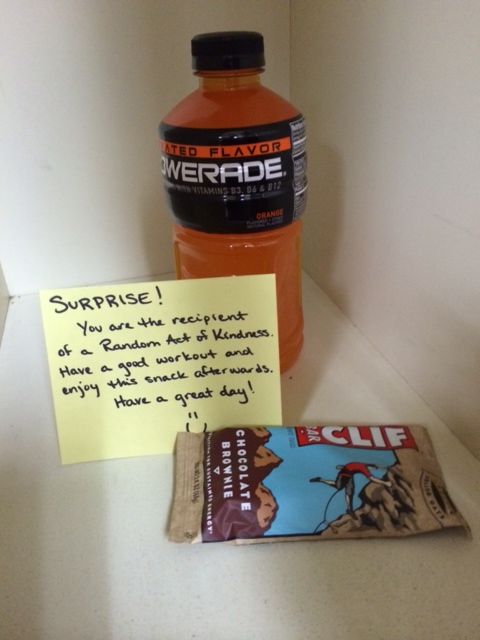 ATED FLAVOR
OWERADE
WITH VITAMINS B3, B6 & B12
ORANGE
SURPRISE!
You are the recipient
of a Random Act of Kindness.
Have a good workout and
enjoy this snack afterwards.
Have a great day!
CLIF
BAR
CHOCOLATE
BROWNIE